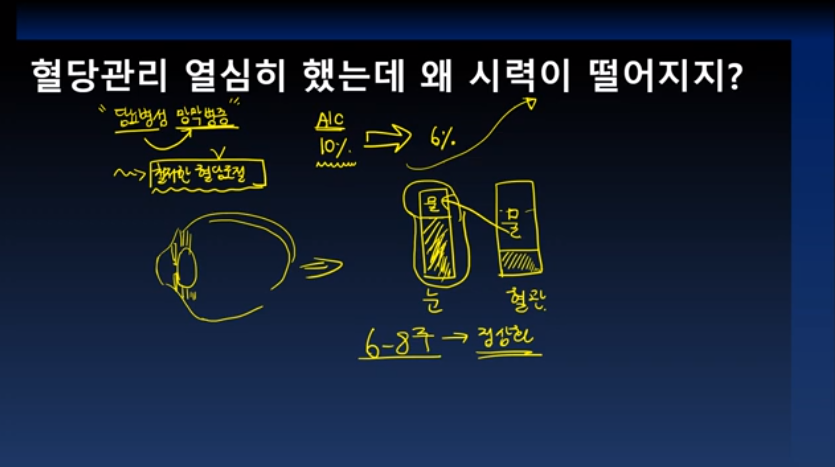 혈당관리 열심히 했는데 왜 시력이 떨어지지?
"당뇨병성 망막병증"
철저한 혈당조절
A1C
10%
6%
물
물
눈
혈관
6-8주 → 정상화